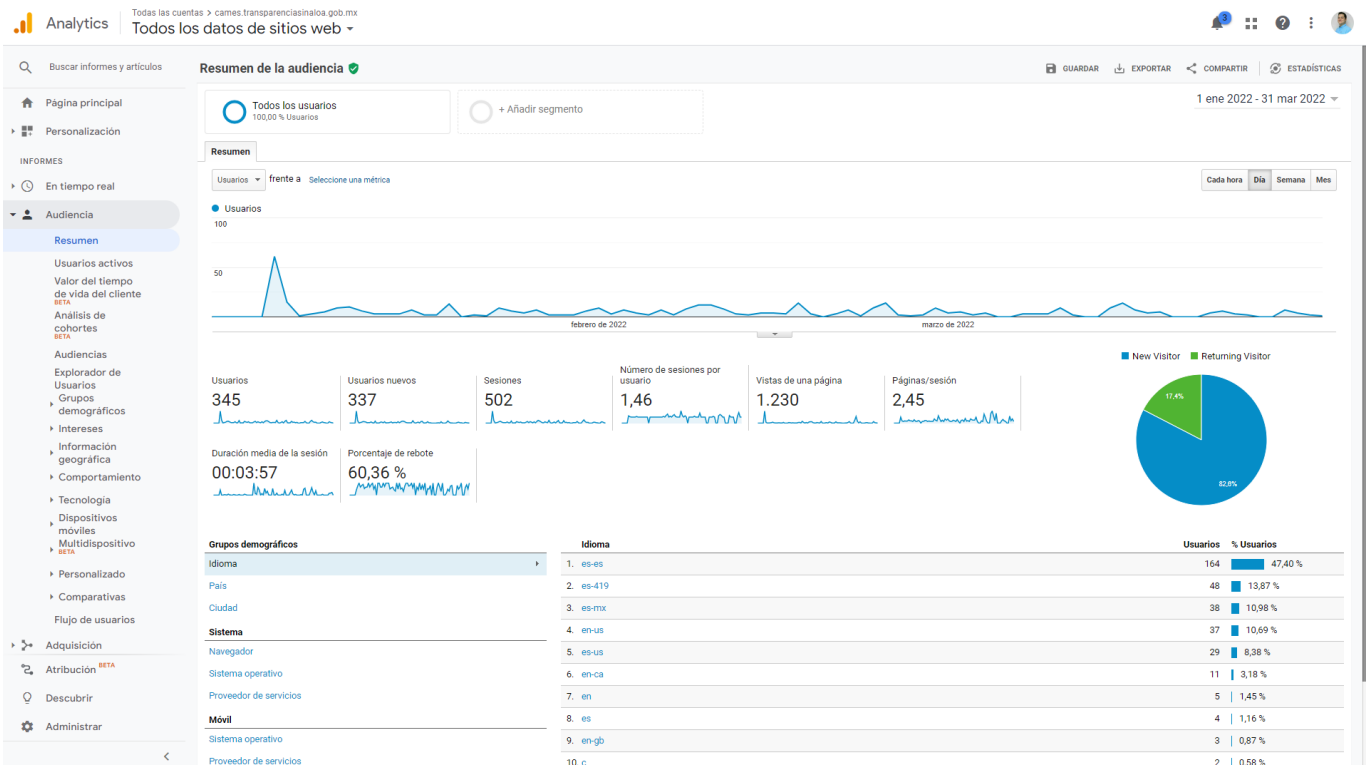 Analytics
Todas las cuentas > cames.transparenciasinaloa.gob.mx
Todos los datos de sitios web
3
Buscar informes y artículos
Página principal
Personalización
INFORMES
En tiempo real
Audiencia
Resumen
Usuarios activos
Valor del tiempo
de vida del cliente
BETA
Análisis de
cohortes
BETA
Audiencias
Explorador de
Usuarios
Grupos
demográficos
Intereses
Información
geográfica
Comportamiento
Tecnología
Dispositivos
móviles
Multidispositivo
BETA
Personalizado
Comparativas
Flujo de usuarios
Adquisición
Atribución BETA
Descubrir
Administrar
Resumen de la audiencia
GUARDAR EXPORTAR COMPARTIR ESTADÍSTICAS
Todos los usuarios
100,00 % Usuarios
+ Añadir segmento
1 ene 2022 - 31 mar 2022
Resumen
Usuarios frente a Seleccione una métrica
Cada hora Día Semana Mes
Usuarios
100
50
febrero de 2022 marzo de 2022
New Visitor Returning Visitor
17,4%
82,6%
Usuarios
345
Usuarios nuevos
337
Sesiones
502
Número de sesiones por
usuario
1,46
Vistas de una página
1.230
Páginas/sesión
2,45
Duración media de la sesión
00:03:57
Porcentaje de rebote
60,36 %
Grupos demográficos
Idioma
País
Ciudad
Sistema
Navegador
Sistema operativo
Proveedor de servicios
Móvil
Sistema operativo
Proveedor de servicios
Idioma Usuarios % Usuarios
1. es-es 164 47,40 %
2. es-419 48 13,87 %
3. es-mx 38 10,98 %
4. en-us 37 10,69 %
5. es-us 29 8,38 %
6. en-ca 11 3,18 %
7. en 5 1,45 %
8. es 4 1,16 %
9. en-gb 3 0,87 %
10. c 2 0,58 %